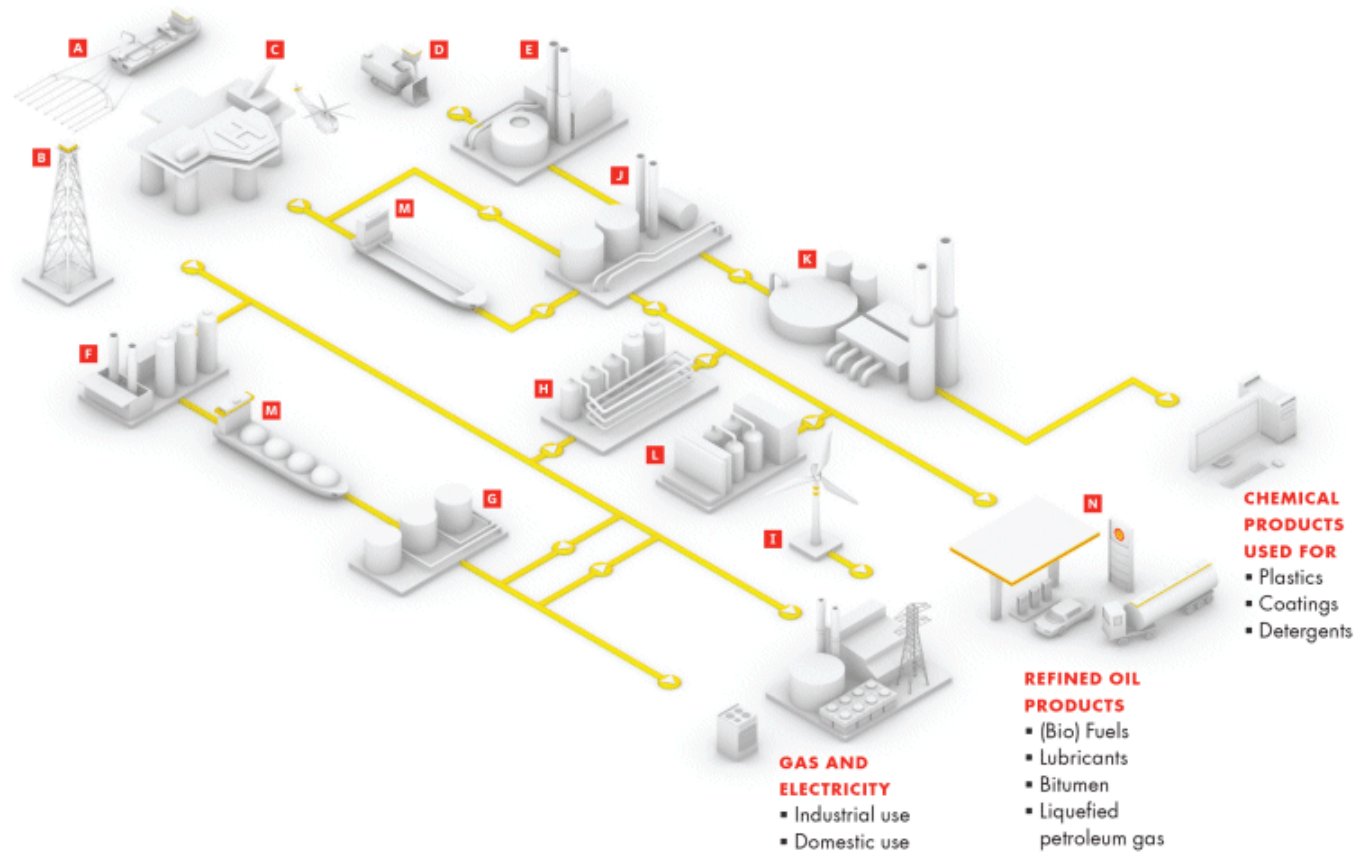 A
C
D
E
B
J
M
K
F
H
M
L
G
I
N
CHEMICAL
PRODUCTS
USED FOR
▪ Plastics
▪ Coatings
▪ Detergents
REFINED OIL
PRODUCTS
▪ (Bio) Fuels
▪ Lubricants
▪ Bitumen
▪ Liquefied
petroleum gas
GAS AND
ELECTRICITY
▪ Industrial use
▪ Domestic use
H